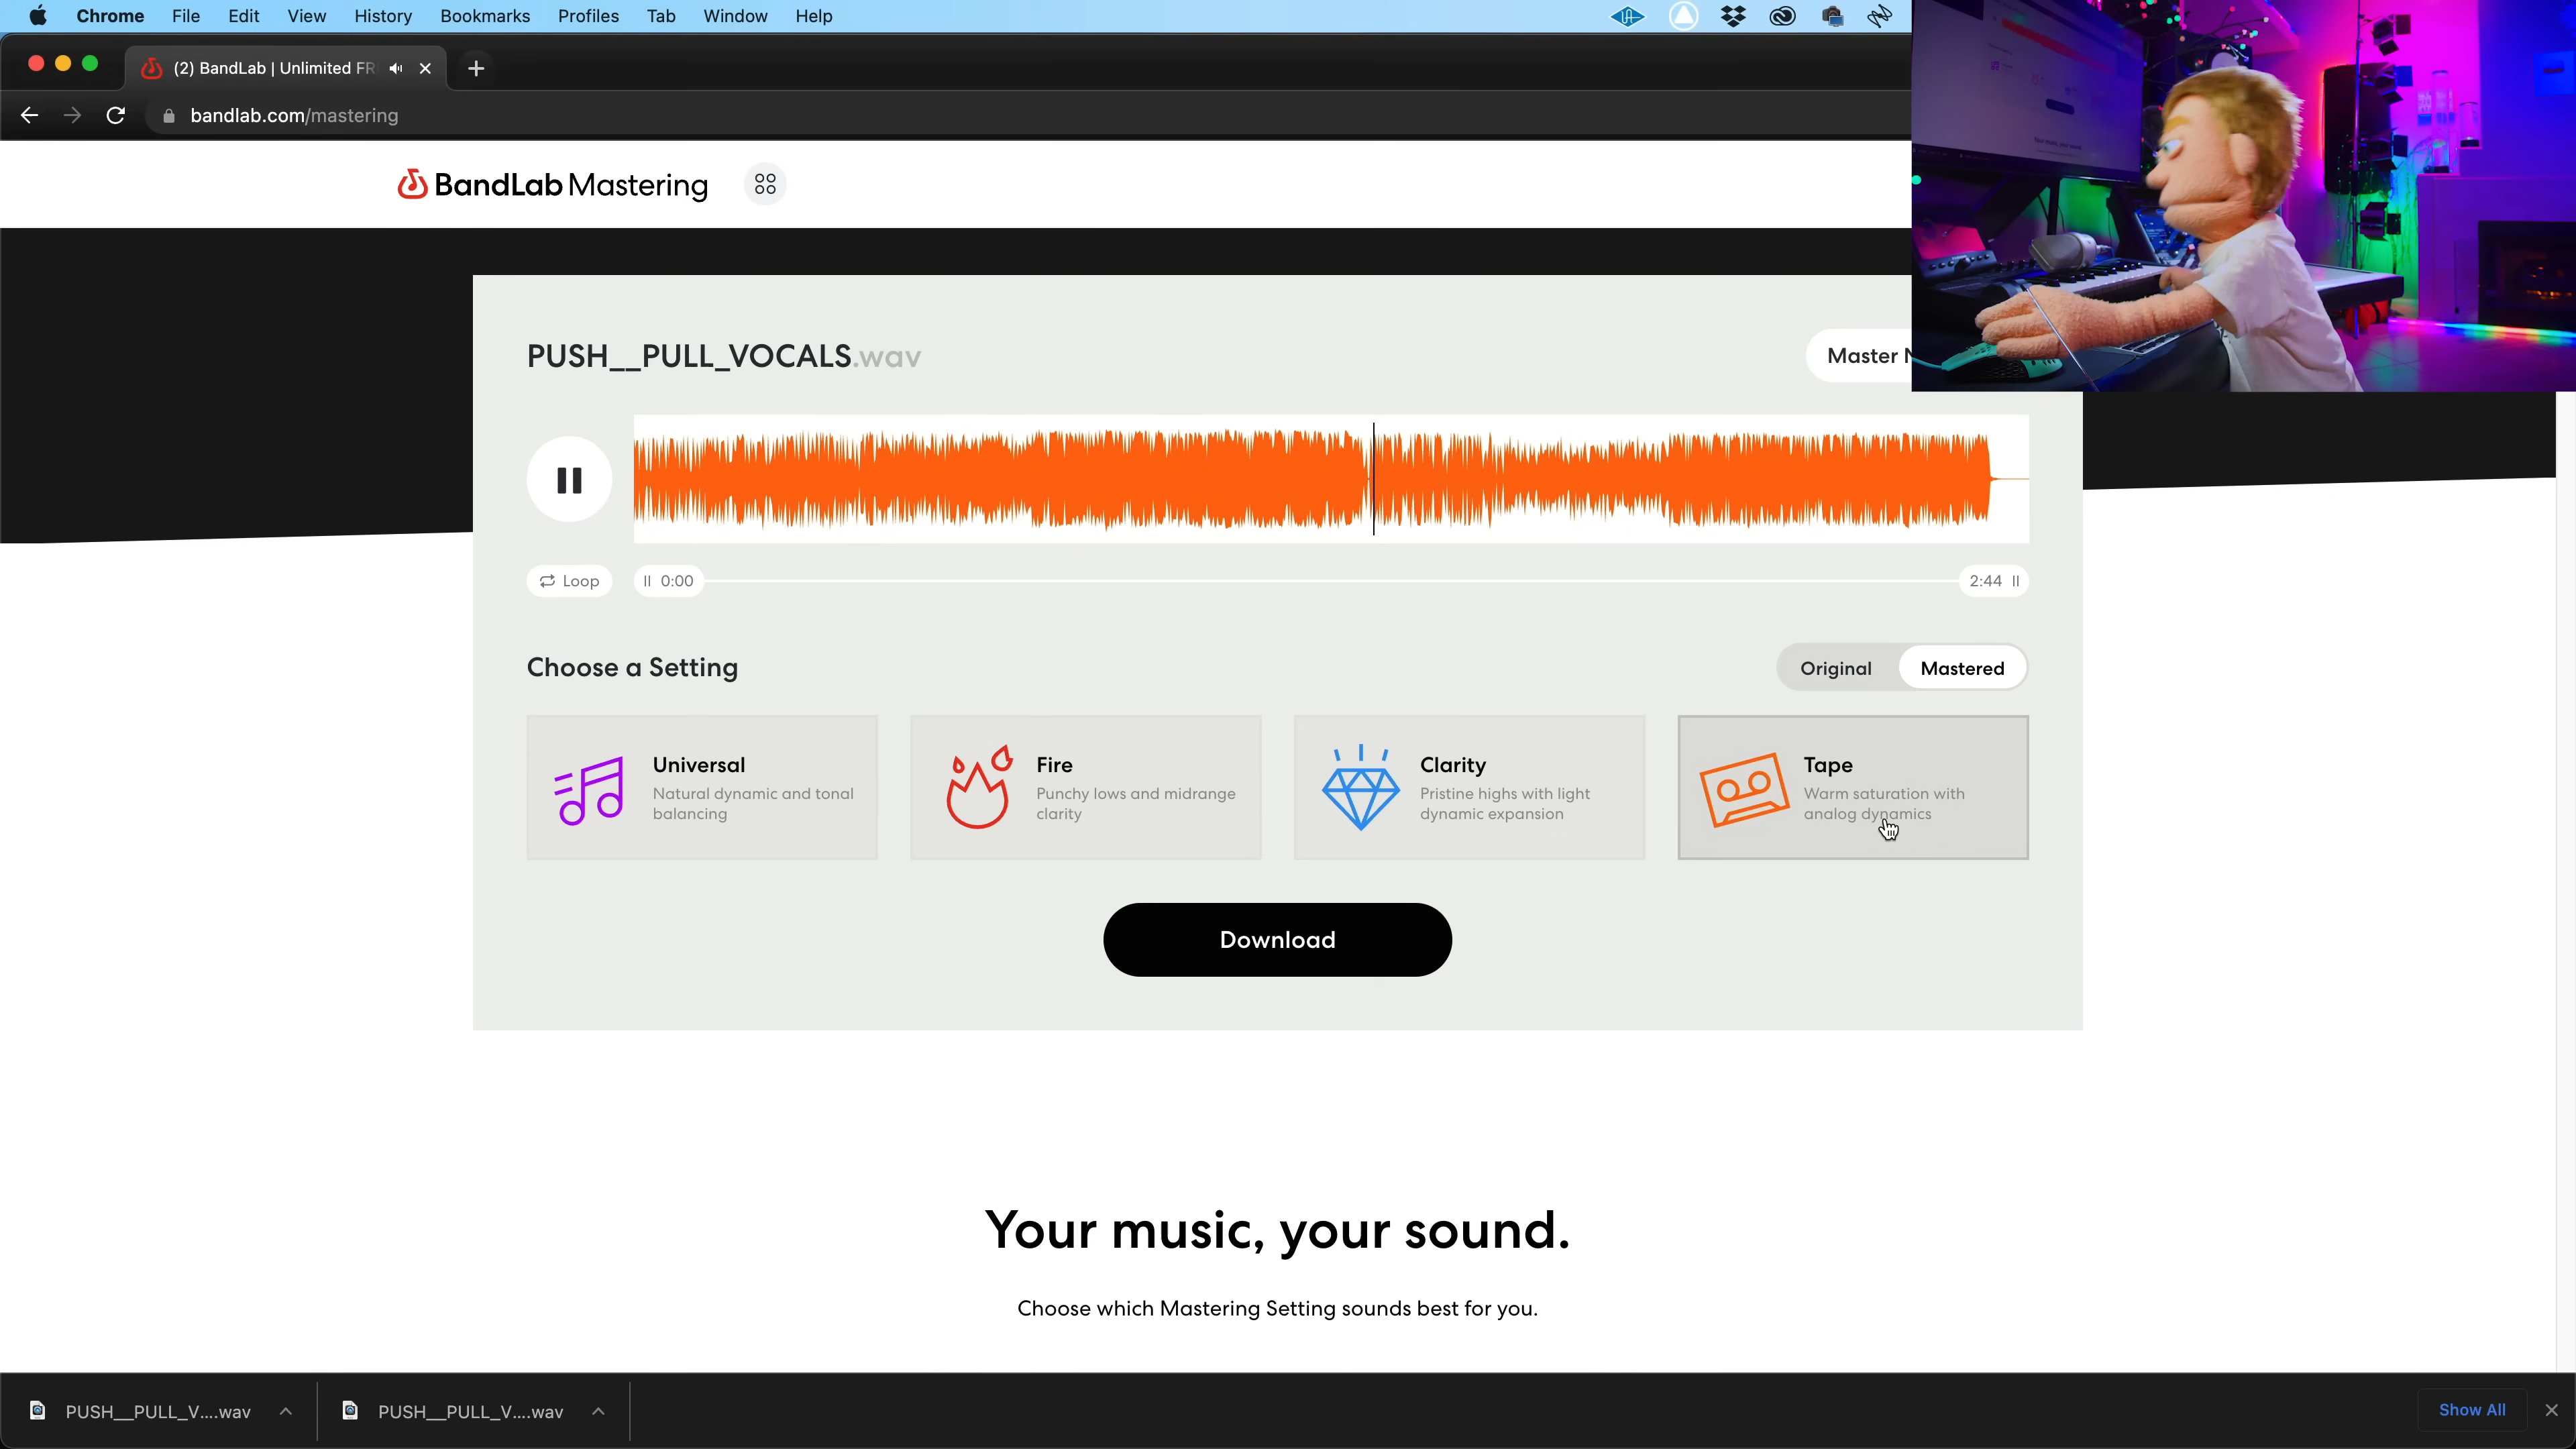 Chrome File Edit View History Bookmarks Profiles Tab Window Help
(2) BandLab | Unlimited FR
bandlab.com/mastering
BandLab Mastering
PUSH__PULL_VOCALS.wav
Master
Loop 0:00 2:44
Choose a Setting Original Mastered
Universal
Natural dynamic and tonal
balancing
Fire
Punchy lows and midrange
clarity
Clarity
Pristine highs with light
dynamic expansion
Tape
Warm saturation with
analog dynamics
Download
Your music, your sound.
Choose which Mastering Setting sounds best for you.
PUSH__PULL_V....wav PUSH__PULL_V....wav Show All